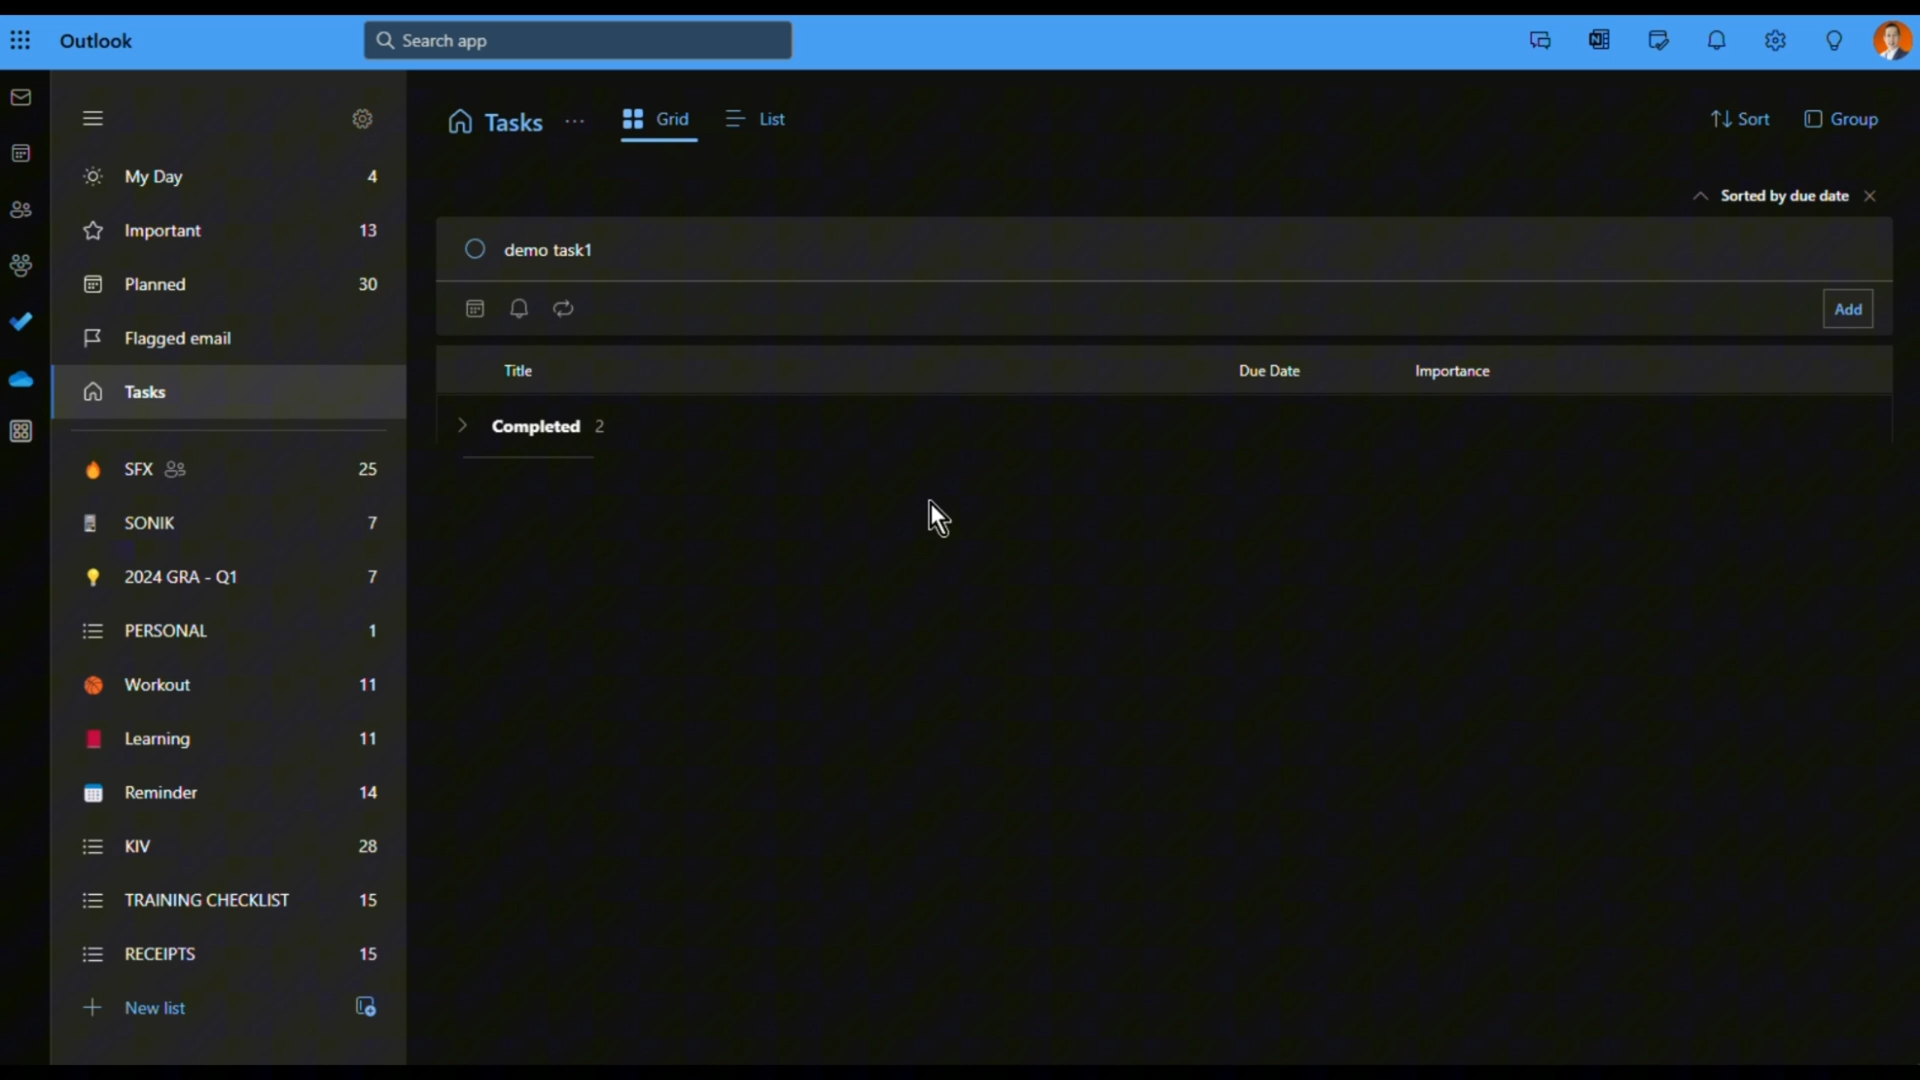 Outlook
Search app
Tasks
Grid
List
Sort
Group
My Day 4
Important 13
Planned 30
Flagged email
Tasks
SFX 25
SONIK 7
2024 GRA - Q1 7
PERSONAL 1
Workout 11
Learning 11
Reminder 14
KIV 28
TRAINING CHECKLIST 15
RECEIPTS 15
New list
Sorted by due date
demo task1
Add
Title Due Date Importance
Completed 2